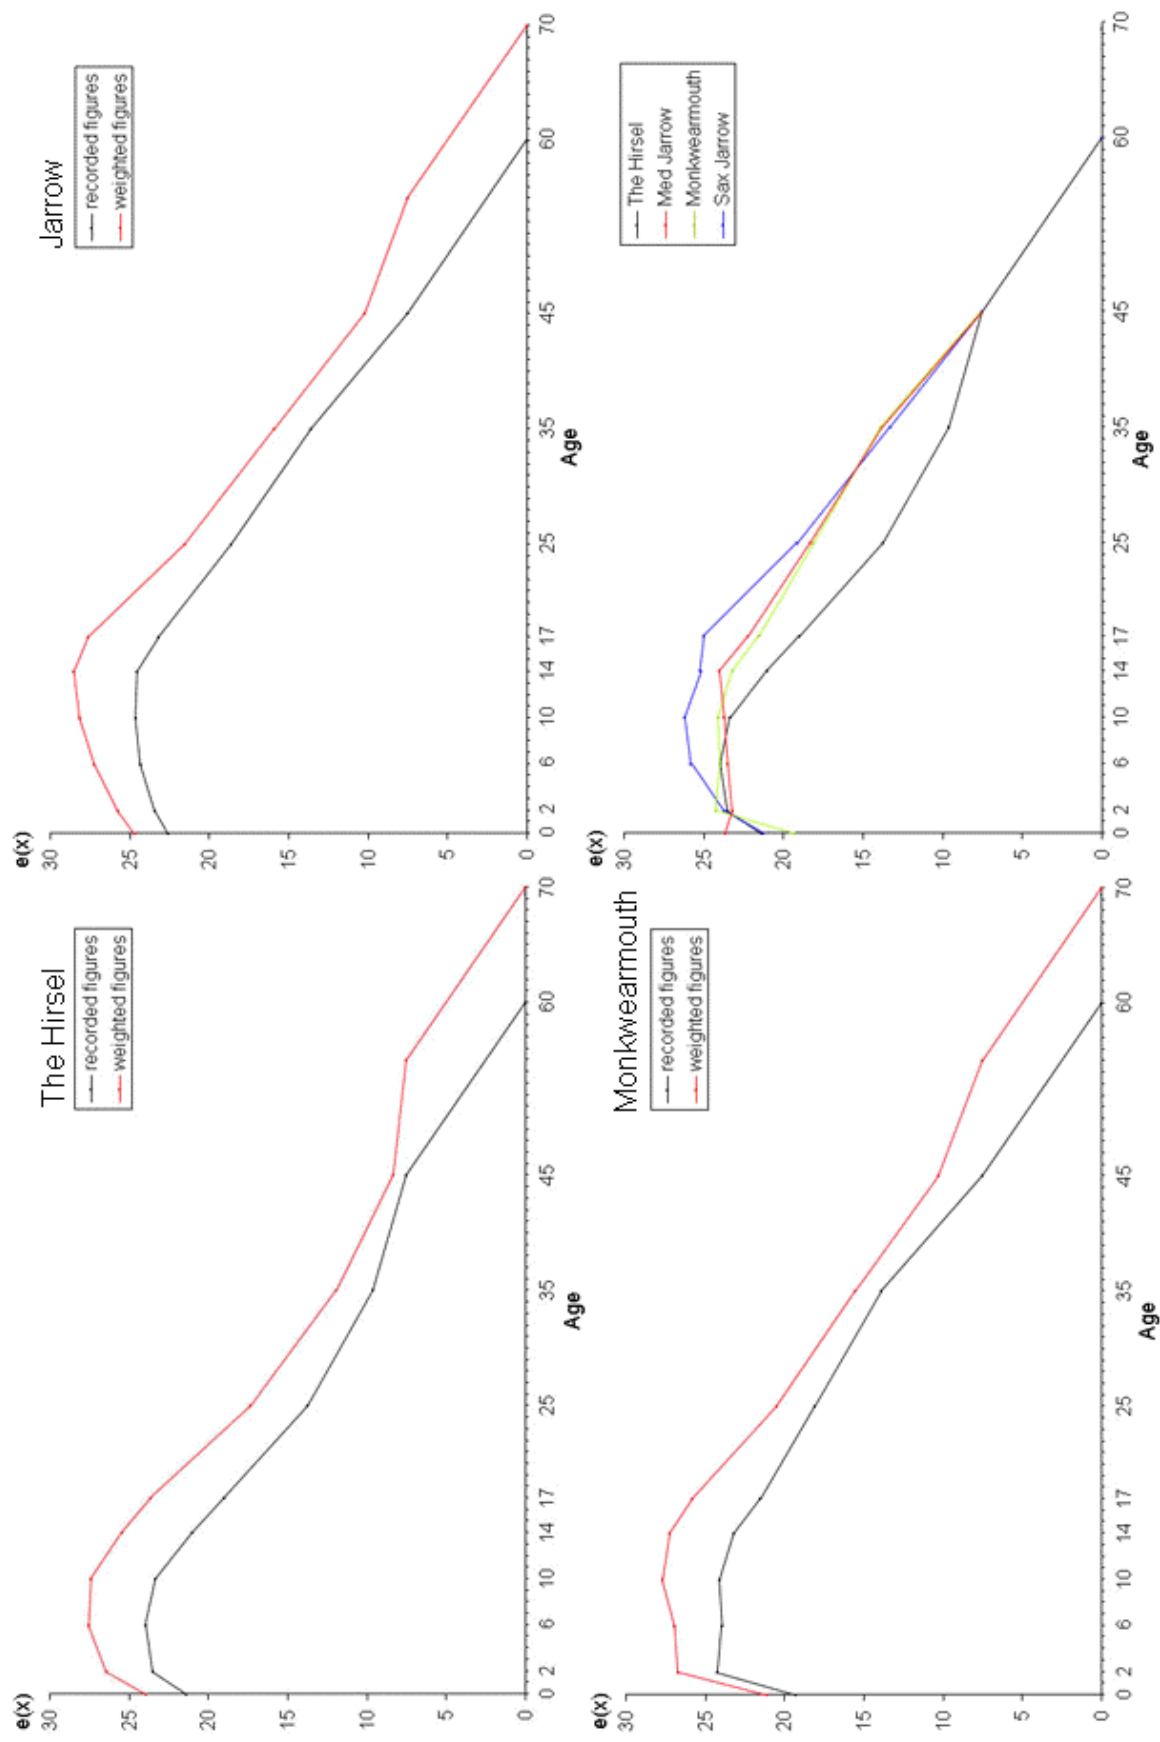 The Hirsel
e(x)
recorded figures
weighted figures
30
25
20
15
10
5
0
0 2 6 10 14 17 25 35 45 60 70
Age
Jarrow
e(x)
recorded figures
weighted figures
30
25
20
15
10
5
0
0 2 6 10 14 17 25 35 45 60 70
Age
Monkwearmouth
e(x)
recorded figures
weighted figures
30
25
20
15
10
5
0
0 2 6 10 14 17 25 35 45 60 70
Age
e(x)
The Hirsel
Med Jarrow
Monkwearmouth
Sax Jarrow
30
25
20
15
10
5
0
0 2 6 10 14 17 25 35 45 60 70
Age